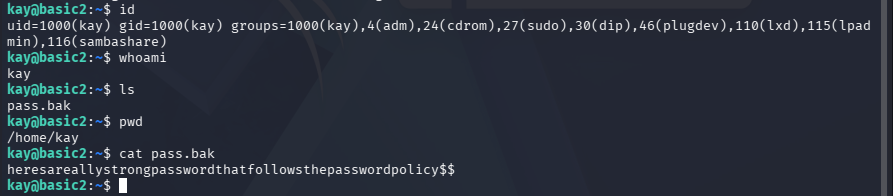 kay@basic2:~$ id
uid=1000(kay) gid=1000(kay) groups=1000(kay),4(adm),24(cdrom),27(sudo),30(dip),46(plugdev),110(lxd),115(lpad
min),116(sambashare)
kay@basic2:~$ whoami
kay
kay@basic2:~$ ls
pass.bak
kay@basic2:~$ pwd
/home/kay
kay@basic2:~$ cat pass.bak
heresareallystrongpasswordthatfollowsthepasswordpolicy$$
kay@basic2:~$